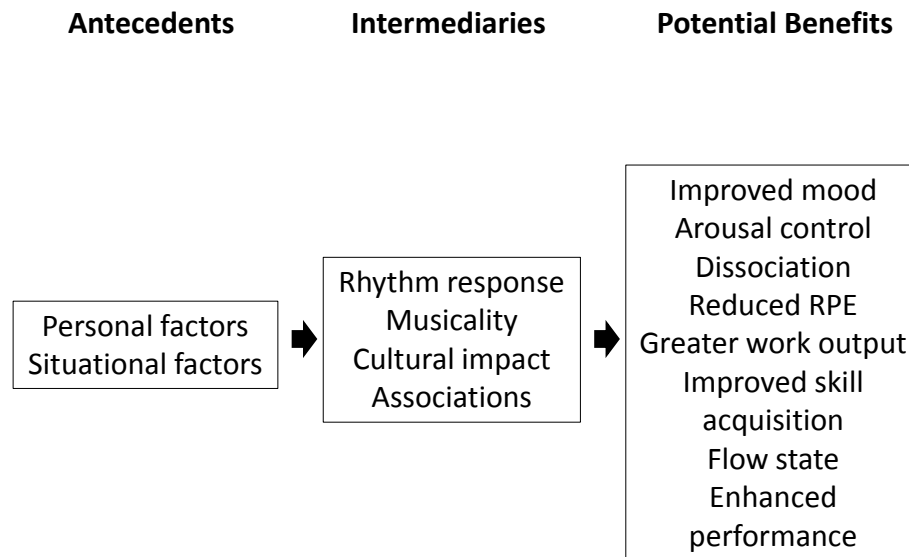 Antecedents
Intermediaries
Potential Benefits
Personal factors
Situational factors
Rhythm response
Musicality
Cultural impact
Associations
Improved mood
Arousal control
Dissociation
Reduced RPE
Greater work output
Improved skill
acquisition
Flow state
Enhanced
performance